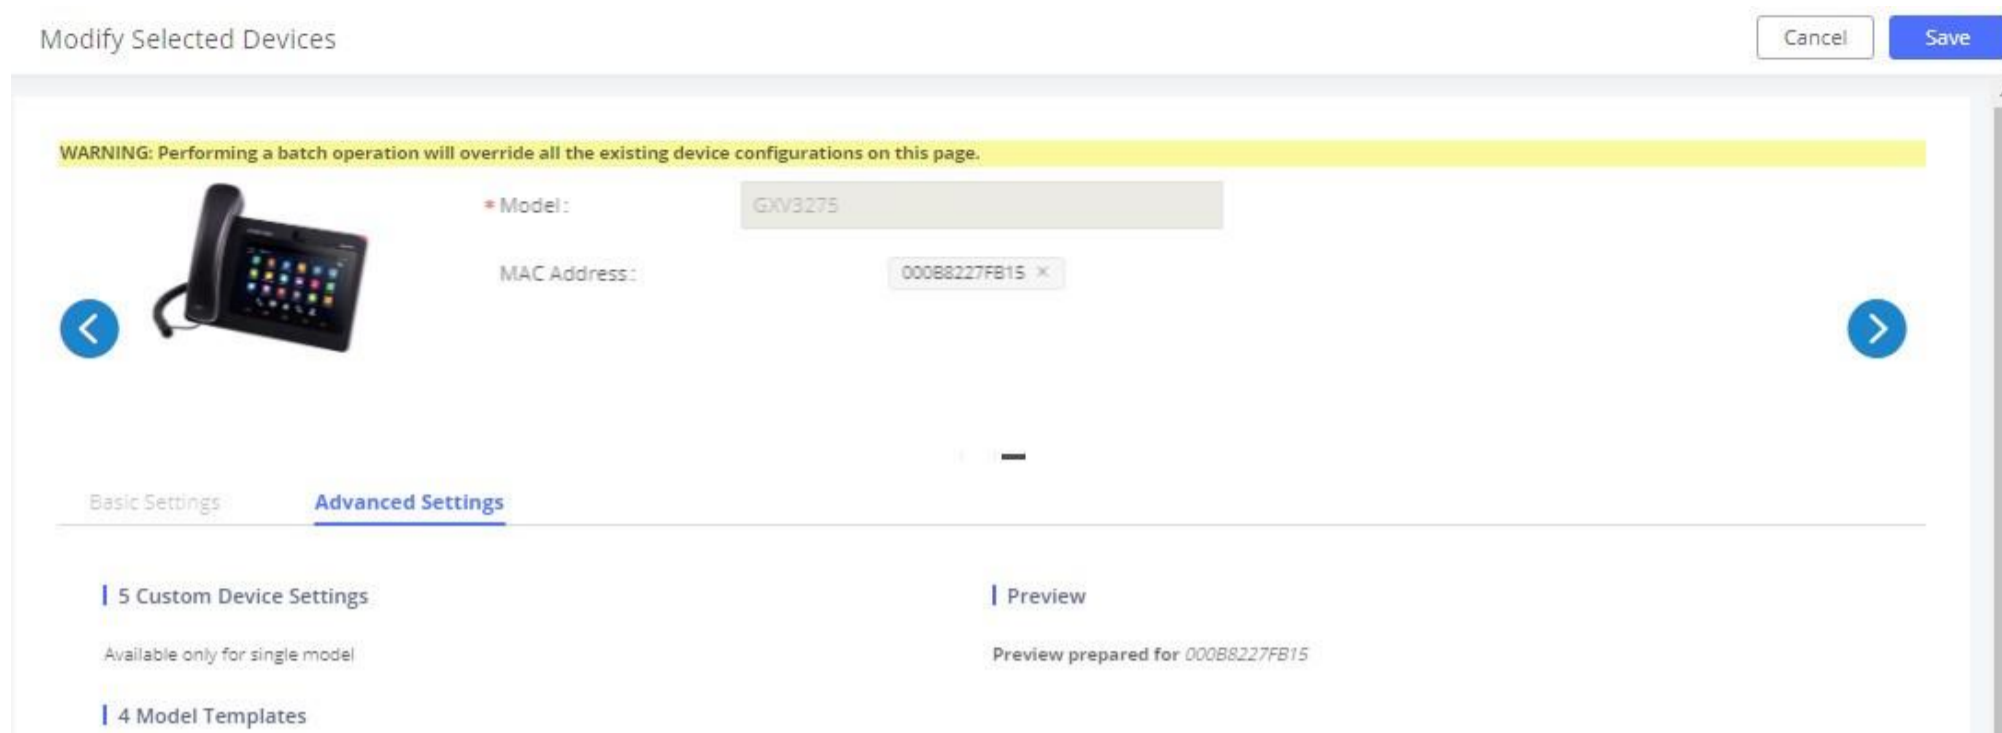 Modify Selected Devices
Cancel
Save
WARNING: Performing a batch operation will override all the existing device configurations on this page.
* Model:
GXV3275
MAC Address:
000B8227FB15 ×
Basic Settings
Advanced Settings
5 Custom Device Settings
Preview
Available only for single model
Preview prepared for 000B8227FB15
4 Model Templates